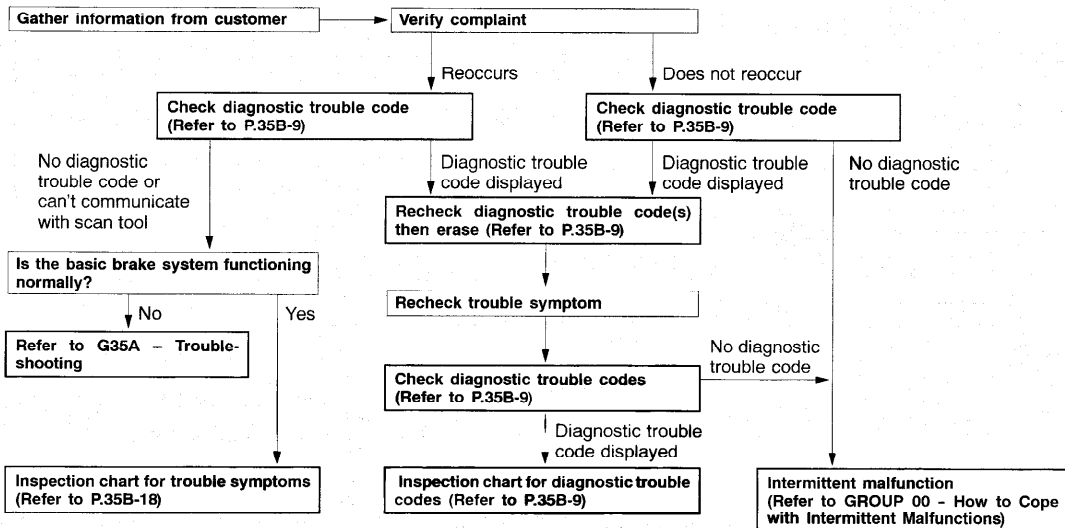 Gather information from customer
Verify complaint
Reoccurs
Does not reoccur
Check diagnostic trouble code
(Refer to P.35B-9)
Check diagnostic trouble code
(Refer to P.35B-9)
No diagnostic
trouble code or
can't communicate
with scan tool
Diagnostic trouble
code displayed
Diagnostic trouble
code displayed
No diagnostic
trouble code
Recheck diagnostic trouble code(s)
then erase (Refer to P.35B-9)
Is the basic brake system functioning
normally?
Recheck trouble symptom
No
Yes
Refer to G35A – Trouble-
shooting
No diagnostic
trouble code
Check diagnostic trouble codes
(Refer to P.35B-9)
Diagnostic trouble
code displayed
Inspection chart for trouble symptoms
(Refer to P.35B-18)
Inspection chart for diagnostic trouble
codes (Refer to P.35B-9)
Intermittent malfunction
(Refer to GROUP 00 – How to Cope
with Intermittent Malfunctions)